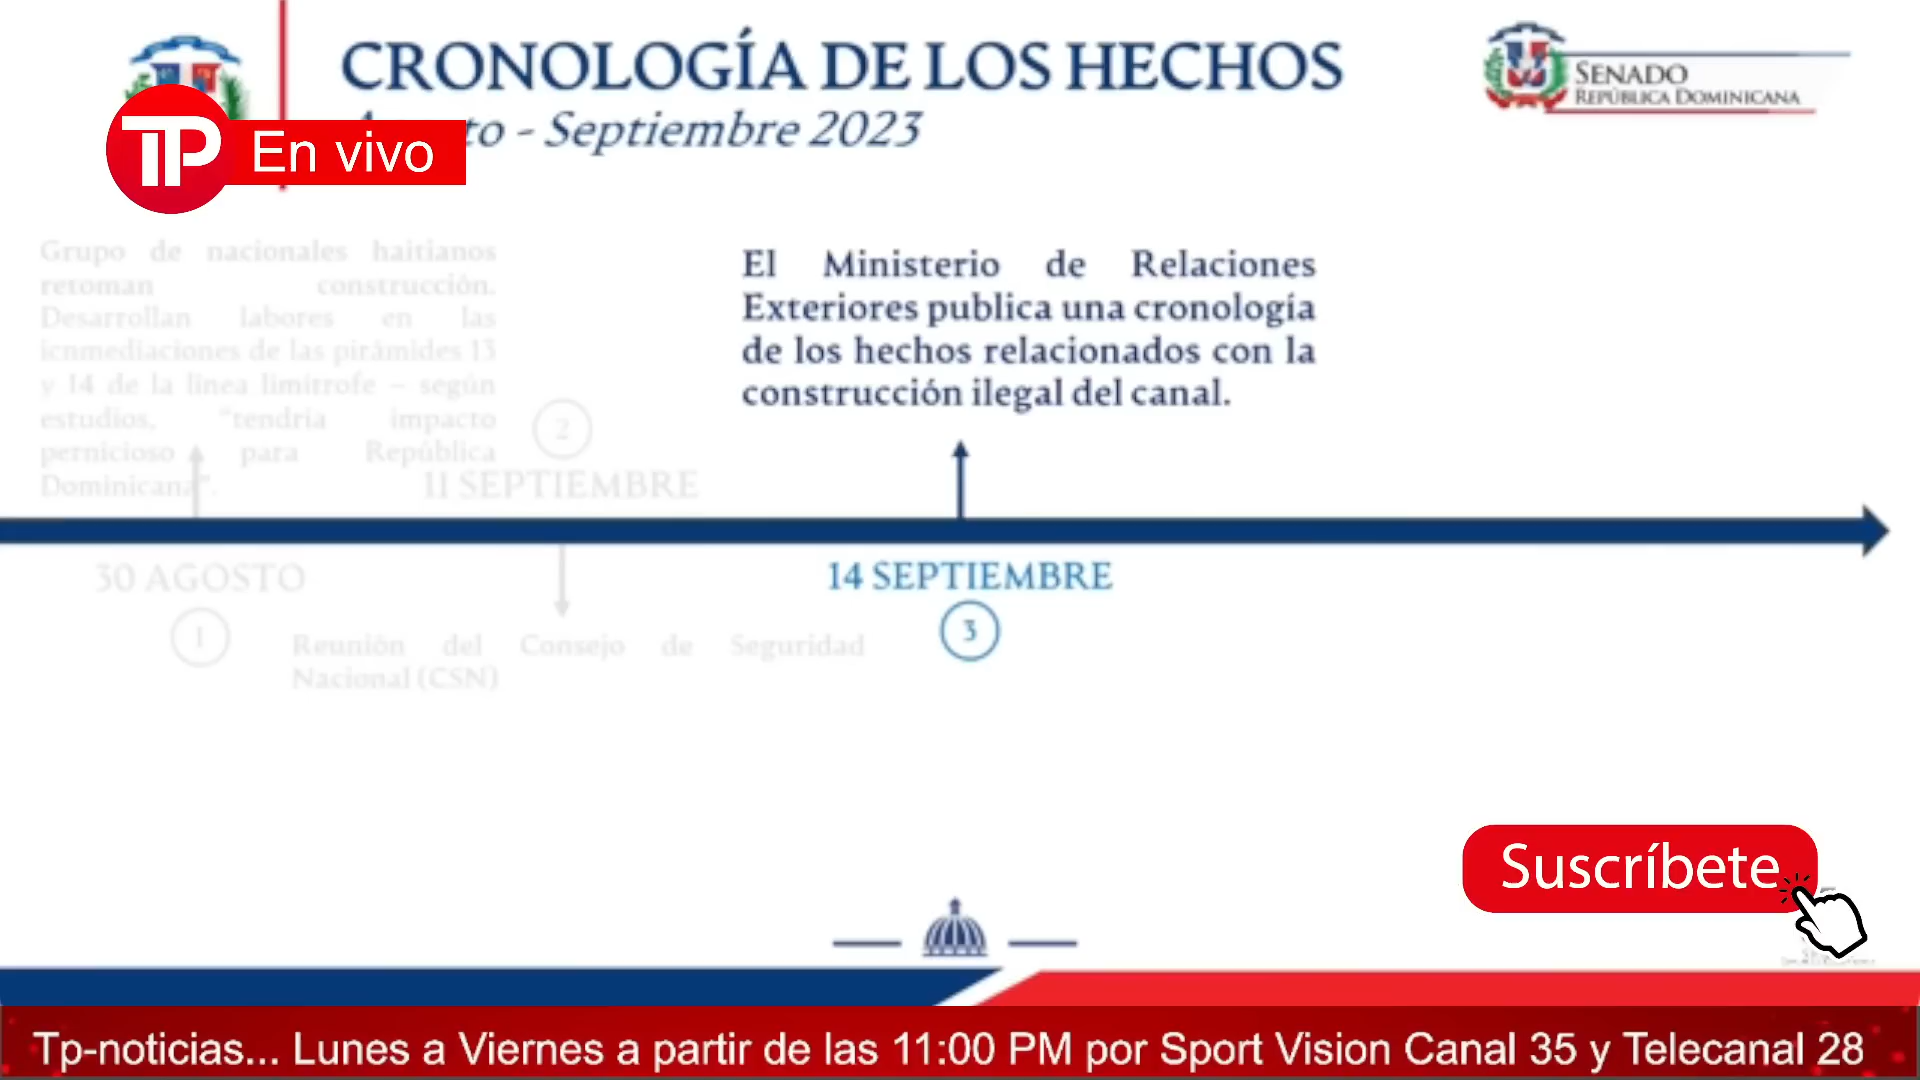 CRONOLOGÍA DE LOS HECHOS
to - Septiembre 2023
SENADO
REPÚBLICA DOMINICANA
TP En vivo
Grupo de nacionales haitianos
retoman construcción.
Desarrollan labores en las
icnmediaciones de las pirámides 13
y 14 de la línea limítrofe – según
estudios, "tendría impacto
pernicioso para República
Dominicana".
2
11 SEPTIEMBRE
El Ministerio de Relaciones
Exteriores publica una cronología
de los hechos relacionados con la
construcción ilegal del canal.
30 AGOSTO
1
Reunión del Consejo de Seguridad
Nacional (CSN)
14 SEPTIEMBRE
3
Suscríbete
Tp-noticias... Lunes a Viernes a partir de las 11:00 PM por Sport Vision Canal 35 y Telecanal 28